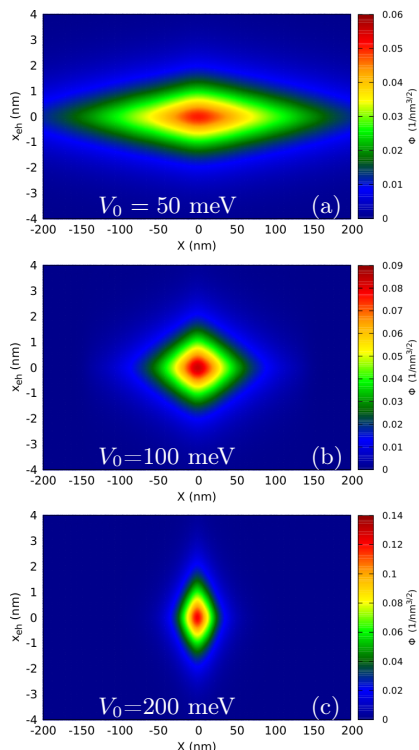 4
3
2
1
0
-1
-2
-3
-4
x_eh (nm)
V_0 = 50 meV
(a)
-200 -150 -100 -50 0 50 100 150 200
X (nm)
0.06
0.05
0.04
0.03
0.02
0.01
0
Φ (1/nm^3/2)
4
3
2
1
0
-1
-2
-3
-4
x_eh (nm)
V_0=100 meV
(b)
-200 -150 -100 -50 0 50 100 150 200
X (nm)
0.09
0.08
0.07
0.06
0.05
0.04
0.03
0.02
0.01
0
Φ (1/nm^3/2)
4
3
2
1
0
-1
-2
-3
-4
x_eh (nm)
V_0=200 meV
(c)
-200 -150 -100 -50 0 50 100 150 200
X (nm)
0.14
0.12
0.1
0.08
0.06
0.04
0.02
0
Φ (1/nm^3/2)